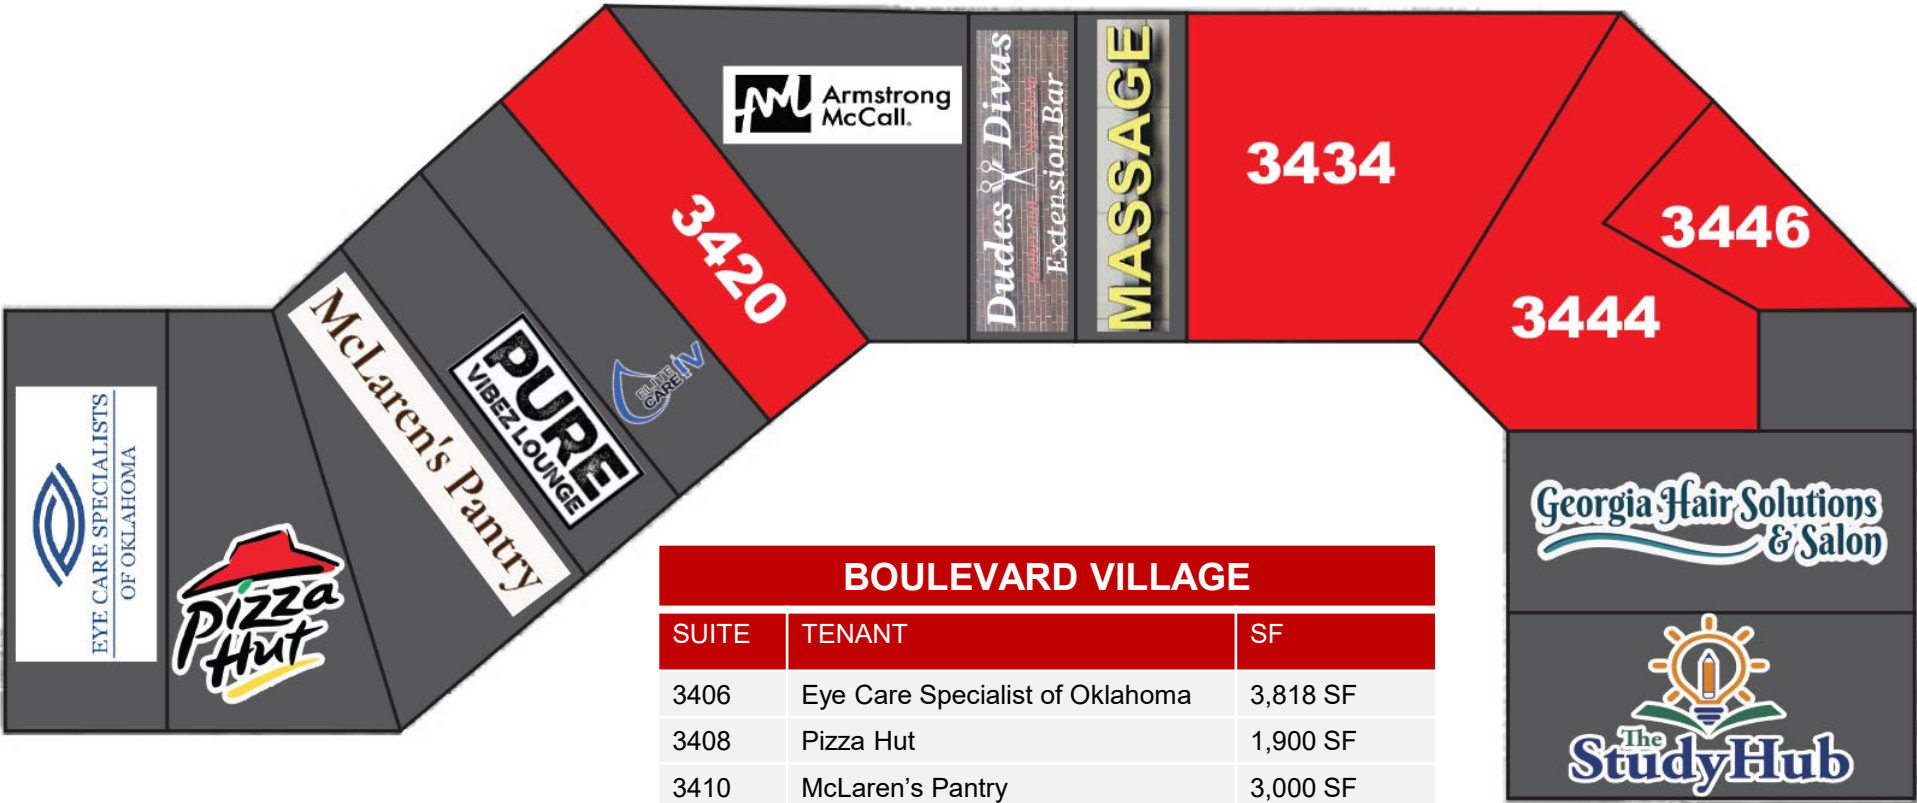 EYE CARE SPECIALISTS
OF OKLAHOMA
Pizza
Hut
McLaren's Pantry
PURE
VIBEZ LOUNGE
ELITE
CARE IV
3420
Armstrong
McCall.
Dudes Divas
Extension Bar
MASSAGE
3434
3444
3446
Georgia Hair Solutions
& Salon
The
StudyHub
BOULEVARD VILLAGE
SUITE TENANT SF
3406 Eye Care Specialist of Oklahoma 3,818 SF
3408 Pizza Hut 1,900 SF
3410 McLaren’s Pantry 3,000 SF